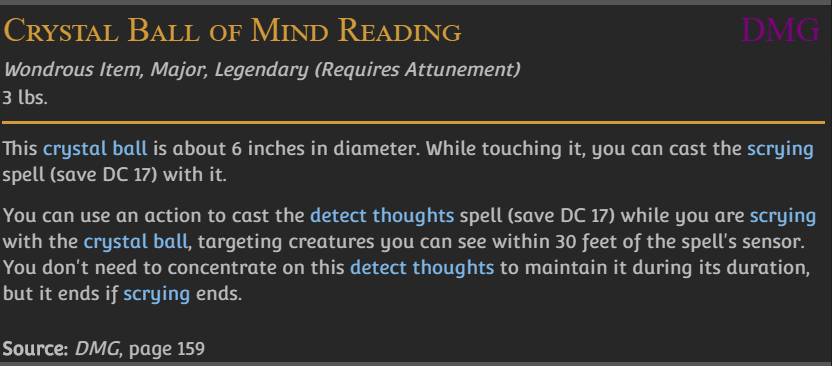 Crystal Ball of Mind Reading DMG
Wondrous Item, Major, Legendary (Requires Attunement)
3 lbs.
This crystal ball is about 6 inches in diameter. While touching it, you can cast the scrying
spell (save DC 17) with it.
You can use an action to cast the detect thoughts spell (save DC 17) while you are scrying
with the crystal ball, targeting creatures you can see within 30 feet of the spell's sensor.
You don't need to concentrate on this detect thoughts to maintain it during its duration,
but it ends if scrying ends.
Source: DMG, page 159